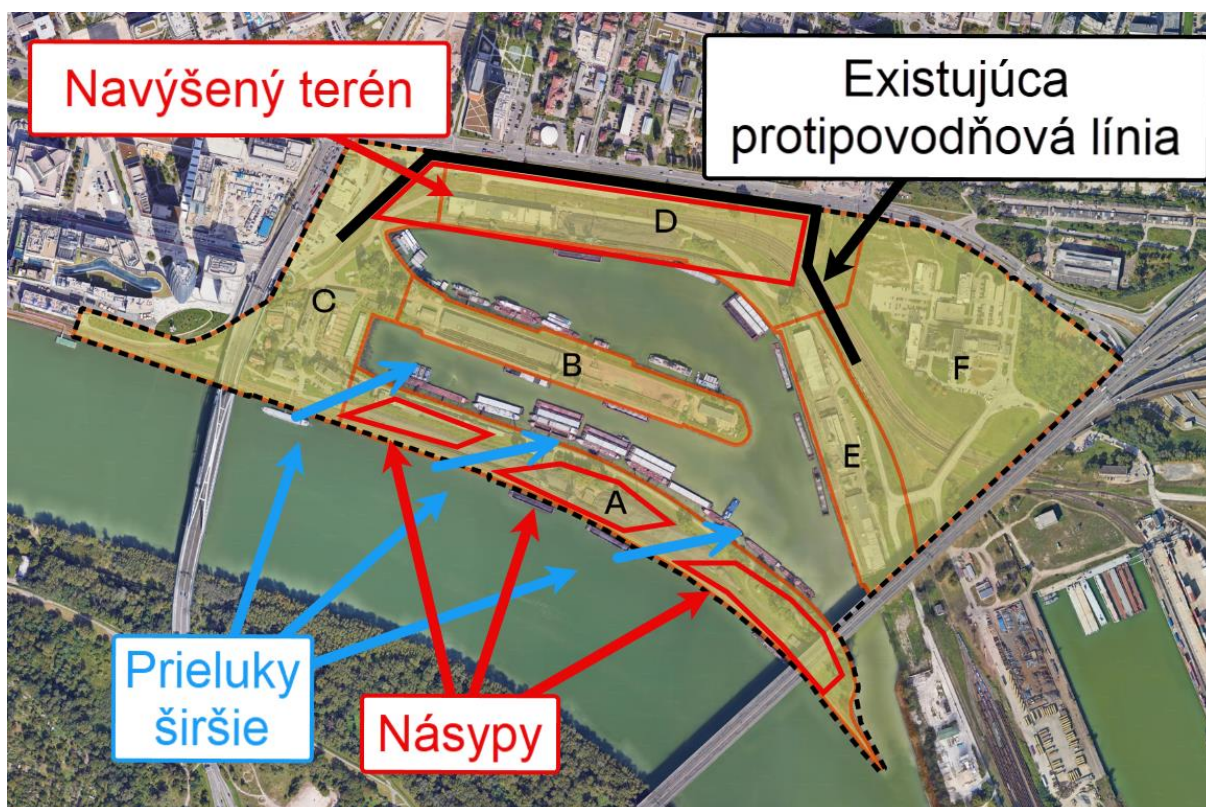 Navýšený terén
Existujúca
protipovodňová línia
D
C
B
F
E
A
Prieluky
širšie
Násypy